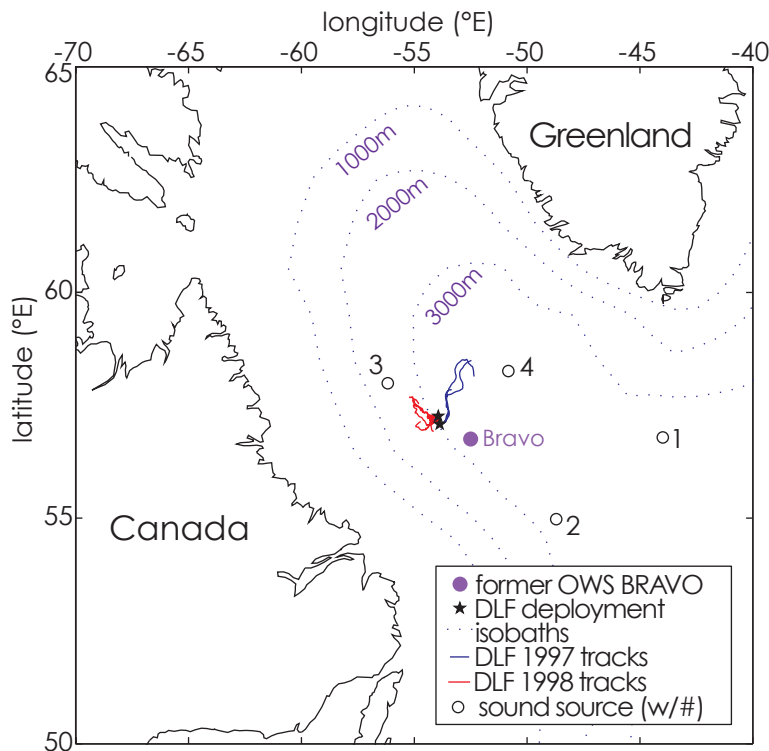 longitude (°E)
-70 -65 -60 -55 -50 -45 -40
65
Greenland
1000m
2000m
3000m
60
latitude (°E)
3
4
Bravo
1
55
2
Canada
former OWS BRAVO
DLF deployment
isobaths
DLF 1997 tracks
DLF 1998 tracks
sound source (w/#)
50